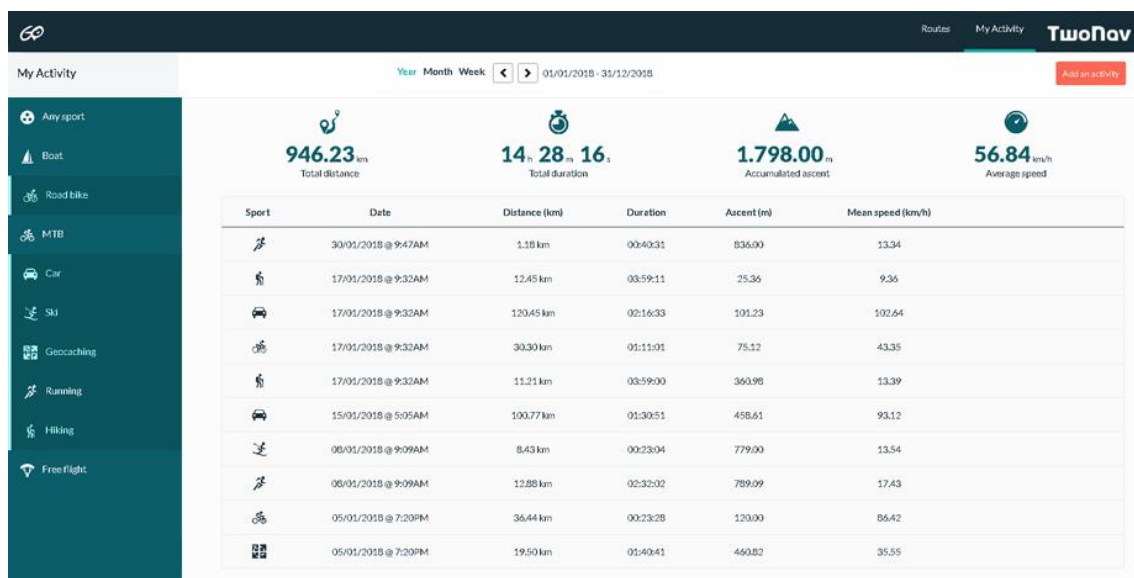 GO
Routes My Activity TwoNav
My Activity
Year Month Week 01/01/2018 - 31/12/2018
Add an activity
Any sport
Boat
Road bike
MTB
Car
Ski
Geocaching
Running
Hiking
Free flight
946.23 km
Total distance
14 h 28 m 16 s
Total duration
1.798.00 m
Accumulated ascent
56.84 km/h
Average speed
Sport Date Distance (km) Duration Ascent (m) Mean speed (km/h)
30/01/2018 @ 9:47AM 1.18 km 00:40:31 836.00 13.34
17/01/2018 @ 9:32AM 12.45 km 03:59:11 25.36 9.36
17/01/2018 @ 9:32AM 120.45 km 02:16:33 101.23 102.64
17/01/2018 @ 9:32AM 30.30 km 01:11:01 75.12 43.35
17/01/2018 @ 9:32AM 11.21 km 03:59:00 360.98 13.39
15/01/2018 @ 5:05AM 100.77 km 01:30:51 458.61 93.12
08/01/2018 @ 9:09AM 8.43 km 00:23:04 779.00 13.54
08/01/2018 @ 9:09AM 12.88 km 02:32:02 789.09 17.43
05/01/2018 @ 7:20PM 36.44 km 00:23:28 120.00 86.42
05/01/2018 @ 7:20PM 19.50 km 01:40:41 460.82 35.55